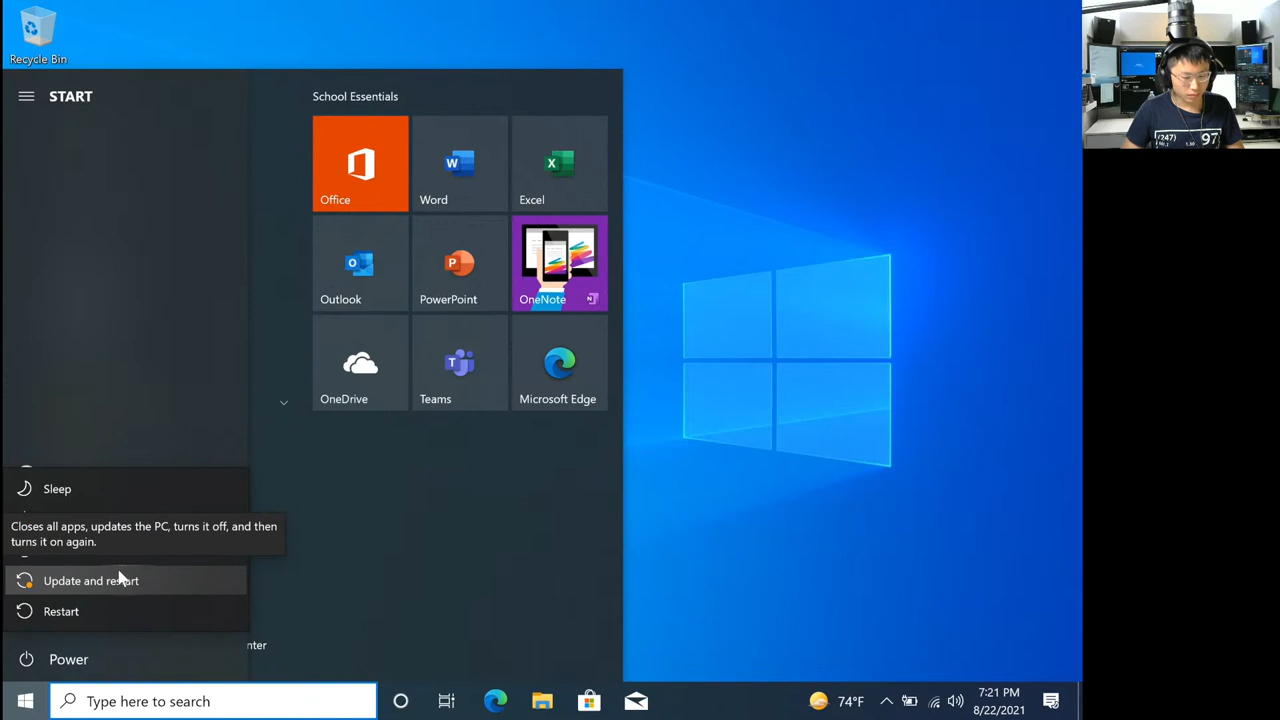 Recycle Bin
START
School Essentials
Office
Word
Excel
Outlook
PowerPoint
OneNote
OneDrive
Teams
Microsoft Edge
Sleep
Closes all apps, updates the PC, turns it off, and then
turns it on again.
Update and restart
Restart
nter
Power
Type here to search
74°F
7:21 PM
8/22/2021
(247) 97